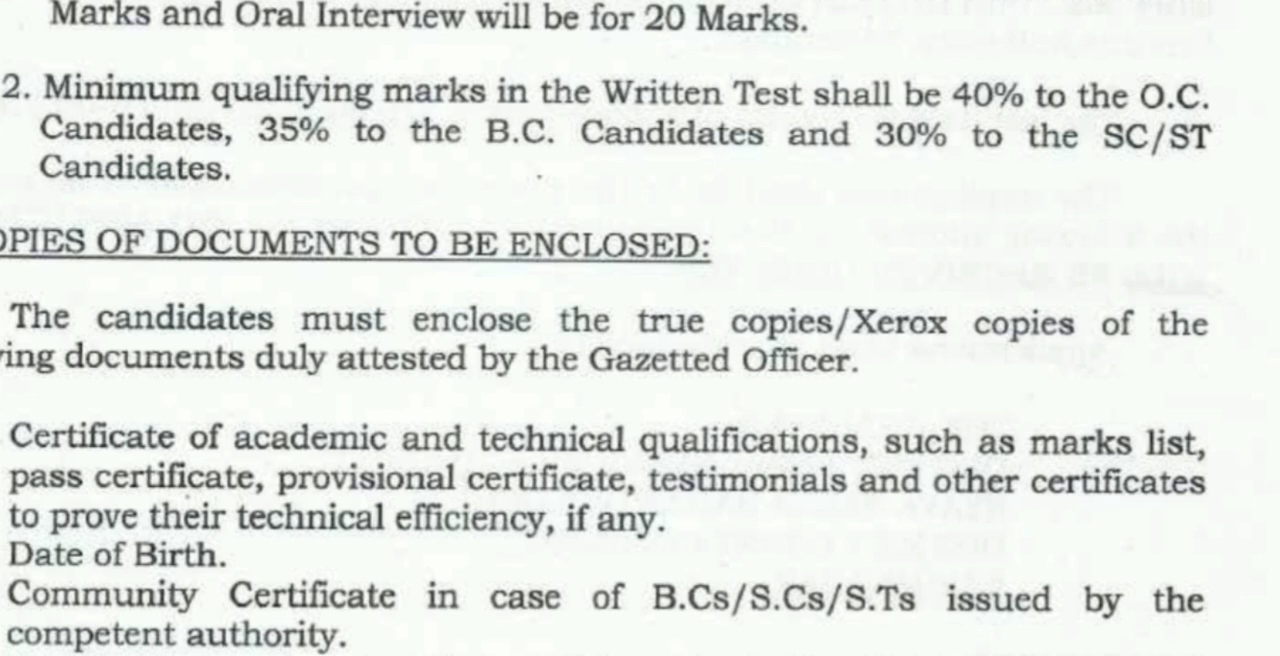 Marks and Oral Interview will be for 20 Marks.
2. Minimum qualifying marks in the Written Test shall be 40% to the O.C.
Candidates, 35% to the B.C. Candidates and 30% to the SC/ST
Candidates.
OPIES OF DOCUMENTS TO BE ENCLOSED:
The candidates must enclose the true copies/Xerox copies of the
ing documents duly attested by the Gazetted Officer.
Certificate of academic and technical qualifications, such as marks list,
pass certificate, provisional certificate, testimonials and other certificates
to prove their technical efficiency, if any.
Date of Birth.
Community Certificate in case of B.Cs/S.Cs/S.Ts issued by the
competent authority.